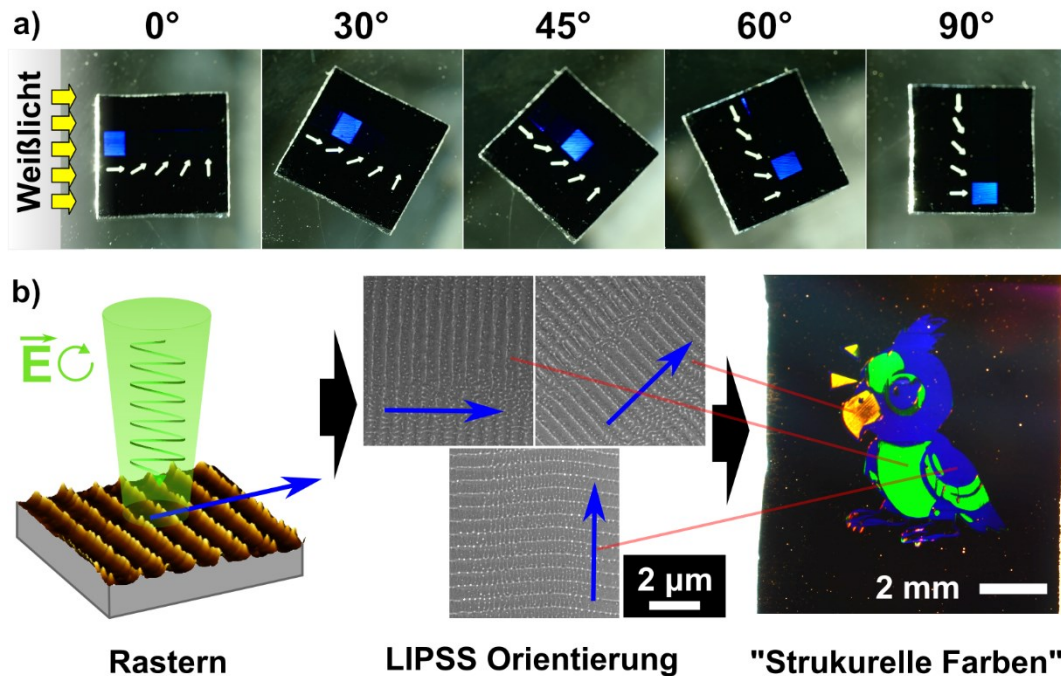 a) 0° 30° 45° 60° 90°
Weißlicht
b)
E
2 µm
2 mm
Rastern LIPSS Orientierung "Strukurelle Farben"